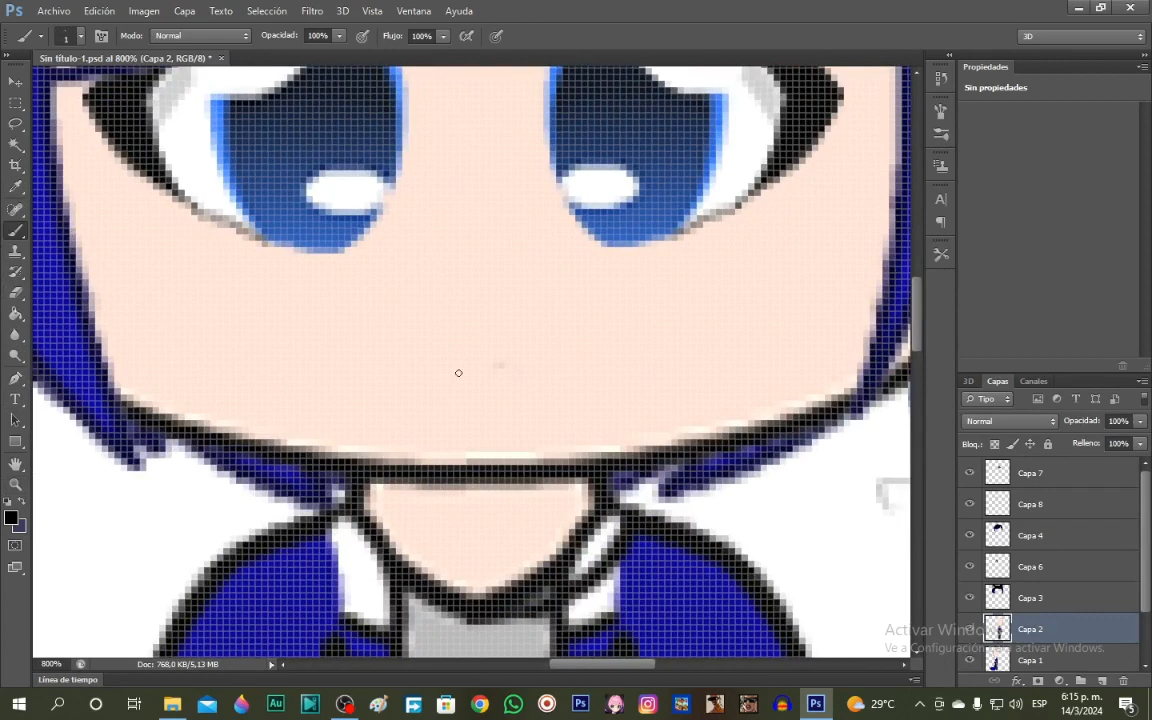 Ps Archivo Edición Imagen Capa Texto Selección Filtro 3D Vista Ventana Ayuda
1 Modo: Normal Opacidad: 100% Flujo: 100% 3D
Sin título-1.psd al 800% (Capa 2, RGB/8) * ×
Propiedades
Sin propiedades
3D Capas Canales
Tipo
Normal Opacidad: 100%
Bloq.: Relleno: 100%
Capa 7
Capa 8
Capa 4
Capa 6
Capa 3
Capa 2
Capa 1
Activar Windows
Ve a Configuración para activar Windows.
800% Doc: 768,0 KB/5,13 MB
Línea de tiempo
29°C ESP 6:15 p. m.
14/3/2024 5